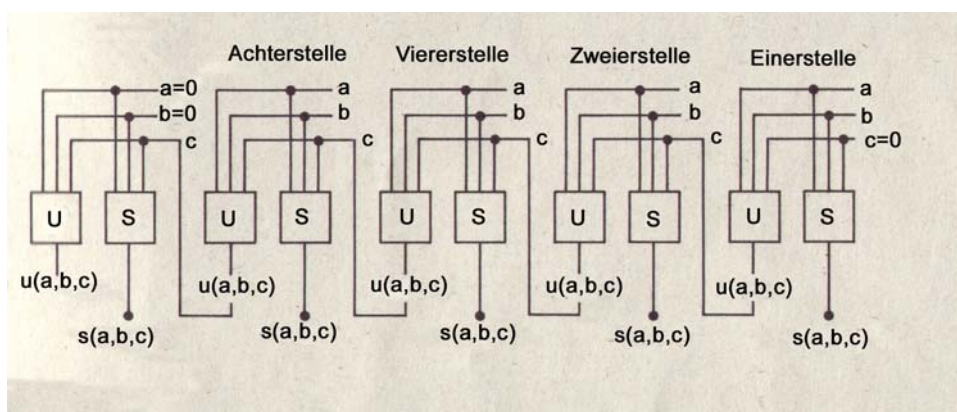 Achterstelle Viererstelle Zweierstelle Einerstelle
a=0 a a a a
b=0 b b b b
c c c c c=0
U S U S U S U S U S
u(a,b,c) u(a,b,c) u(a,b,c) u(a,b,c) u(a,b,c)
s(a,b,c) s(a,b,c) s(a,b,c) s(a,b,c) s(a,b,c)